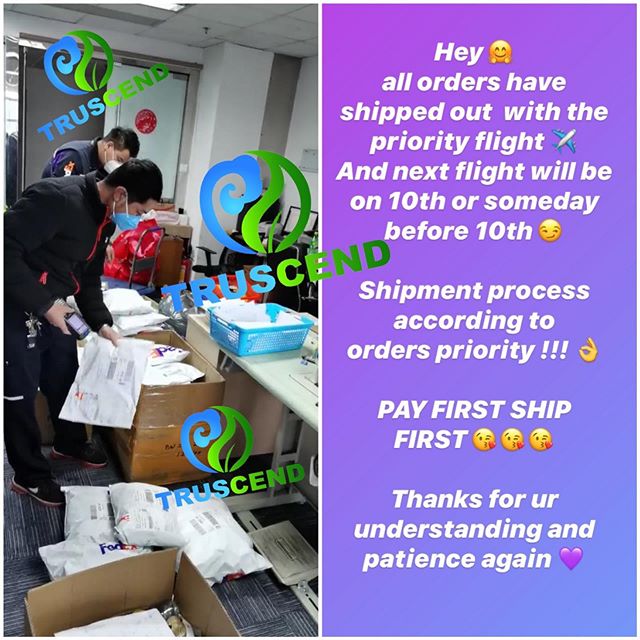 TRUSCEND
TRUSCEND
TRUSCEND
FedEx
Hey 🤗
all orders have
shipped out with the
priority flight ✈️
And next flight will be
on 10th or someday
before 10th 😏
Shipment process
according to
orders priority !!! 👌
PAY FIRST SHIP
FIRST 😘😘😘
Thanks for ur
understanding and
patience again 💜